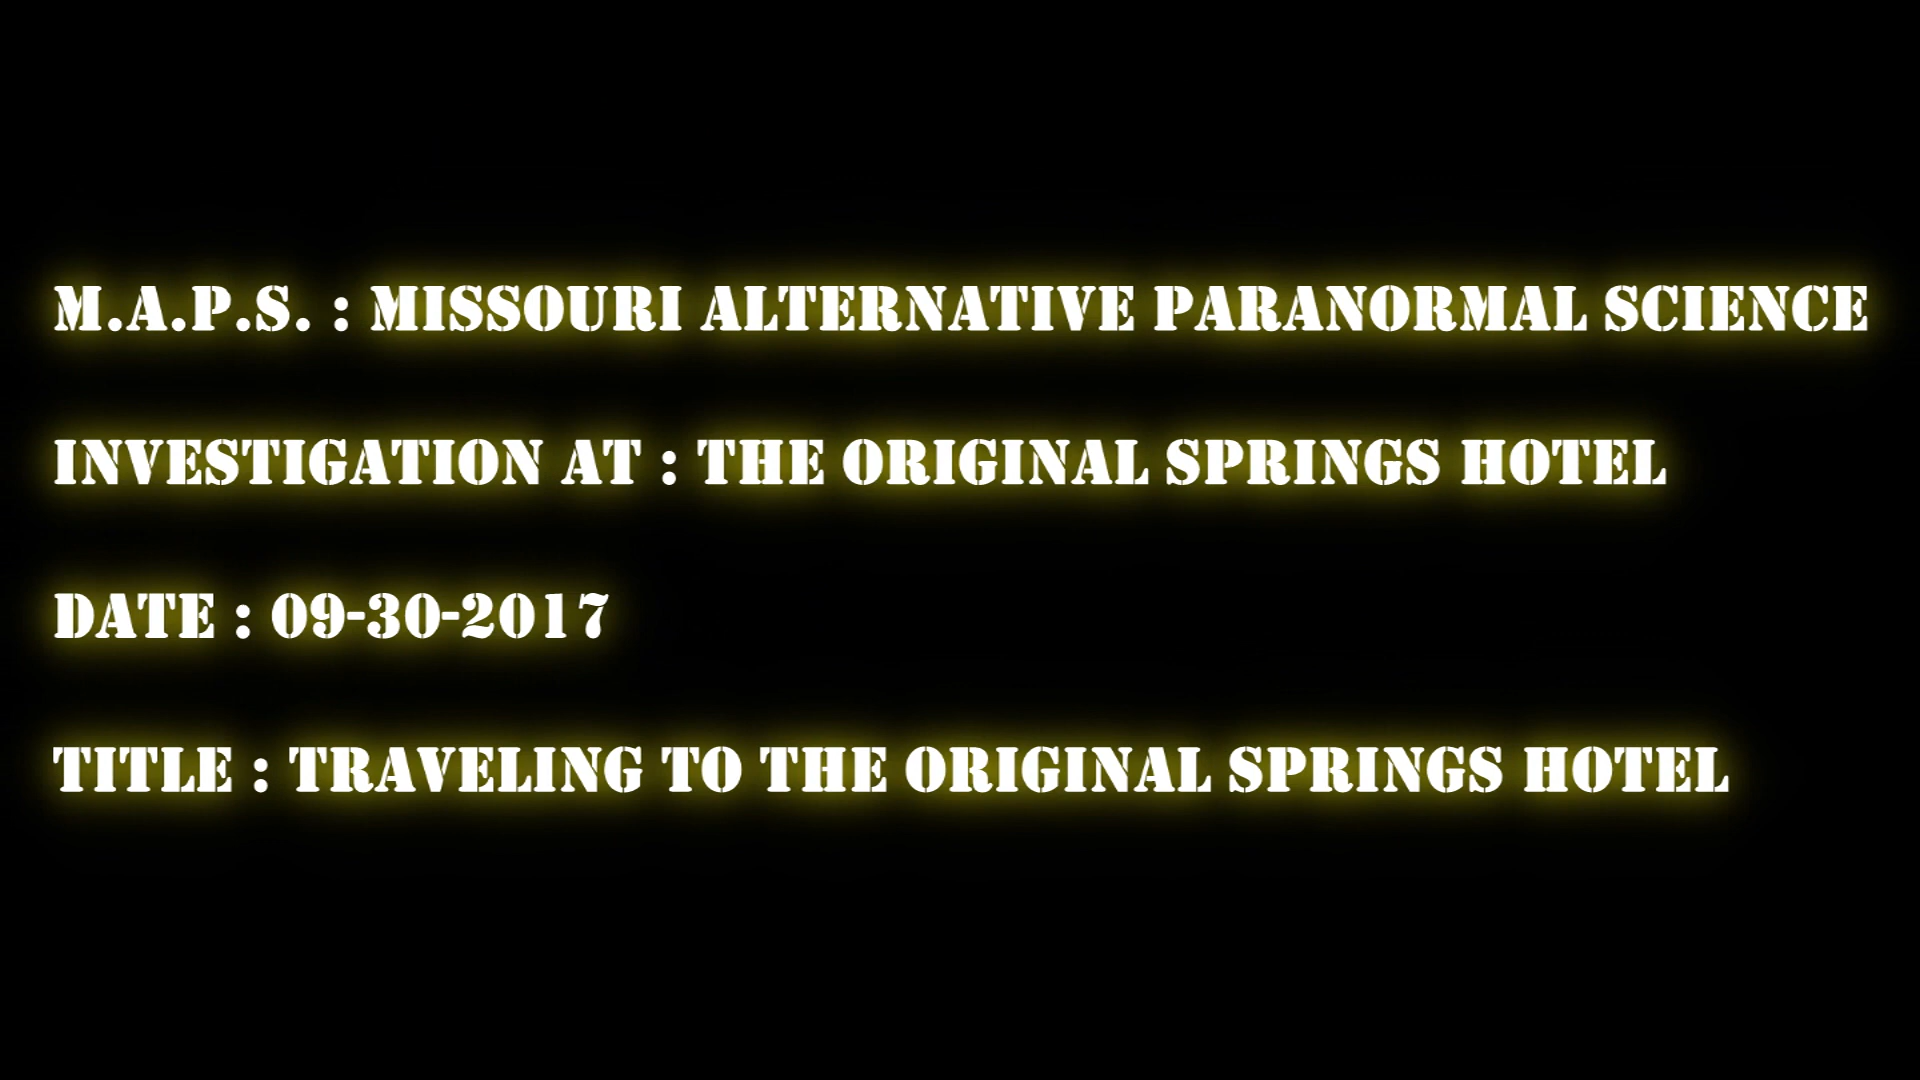 M.A.P.S. : MISSOURI ALTERNATIVE PARANORMAL SCIENCE
INVESTIGATION AT : THE ORIGINAL SPRINGS HOTEL
DATE : 09-30-2017
TITLE : TRAVELING TO THE ORIGINAL SPRINGS HOTEL